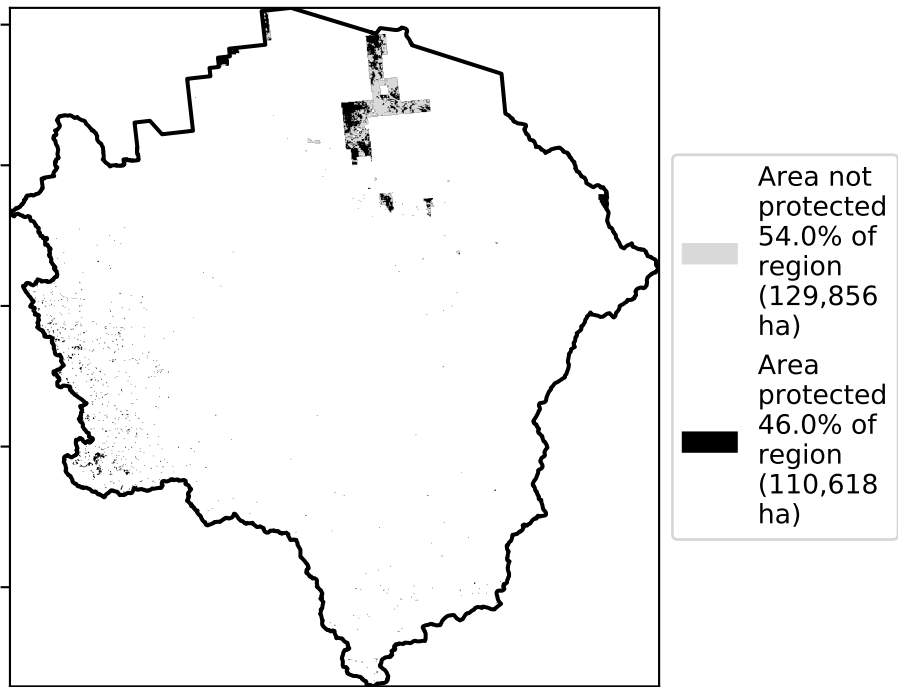 Area not
protected
54.0% of
region
(129,856
ha)
Area
protected
46.0% of
region
(110,618
ha)